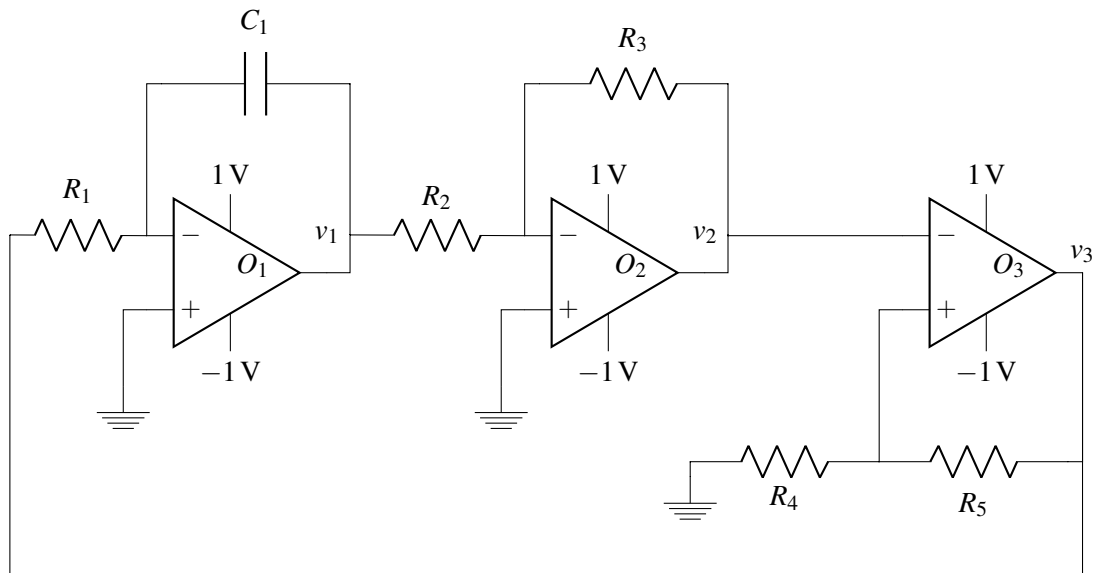 C₁
R₃
1 V
1 V
1 V
R₁
R₂
−
v₁
−
v₂
−
v₃
O₁
O₂
O₃
+
+
+
−1 V
−1 V
−1 V
R₄
R₅